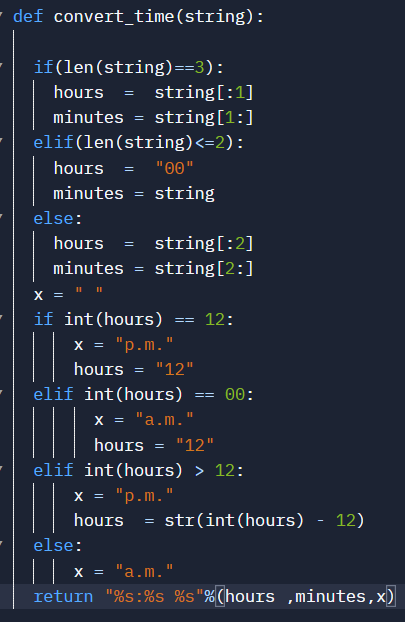 def convert_time(string):
if(len(string)==3):
hours  =  string[:1]
minutes = string[1:]
elif(len(string)<=2):
hours  =  "00"
minutes = string
else:
hours  =  string[:2]
minutes = string[2:]
x = " "
if int(hours) == 12:
x = "p.m."
hours = "12"
elif int(hours) == 00:
x = "a.m."
hours = "12"
elif int(hours) > 12:
x = "p.m."
hours  = str(int(hours) - 12)
else:
x = "a.m."
return "%s:%s %s"%(hours ,minutes,x)